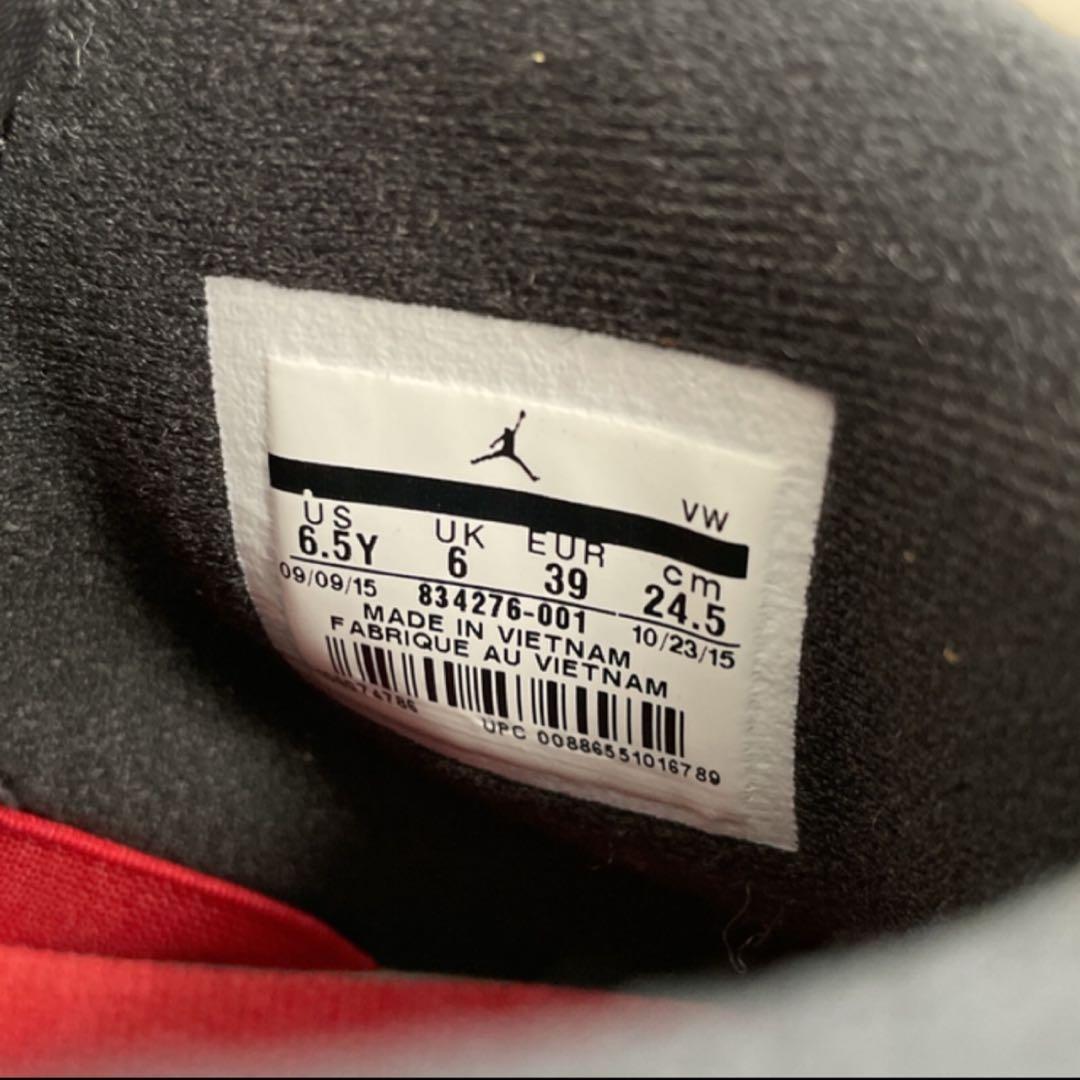 VW
US UK EUR cm
6.5Y 6 39 24.5
09/09/15 834276-001 10/23/15
MADE IN VIETNAM
FABRIQUE AU VIETNAM
UPC 00886551016789